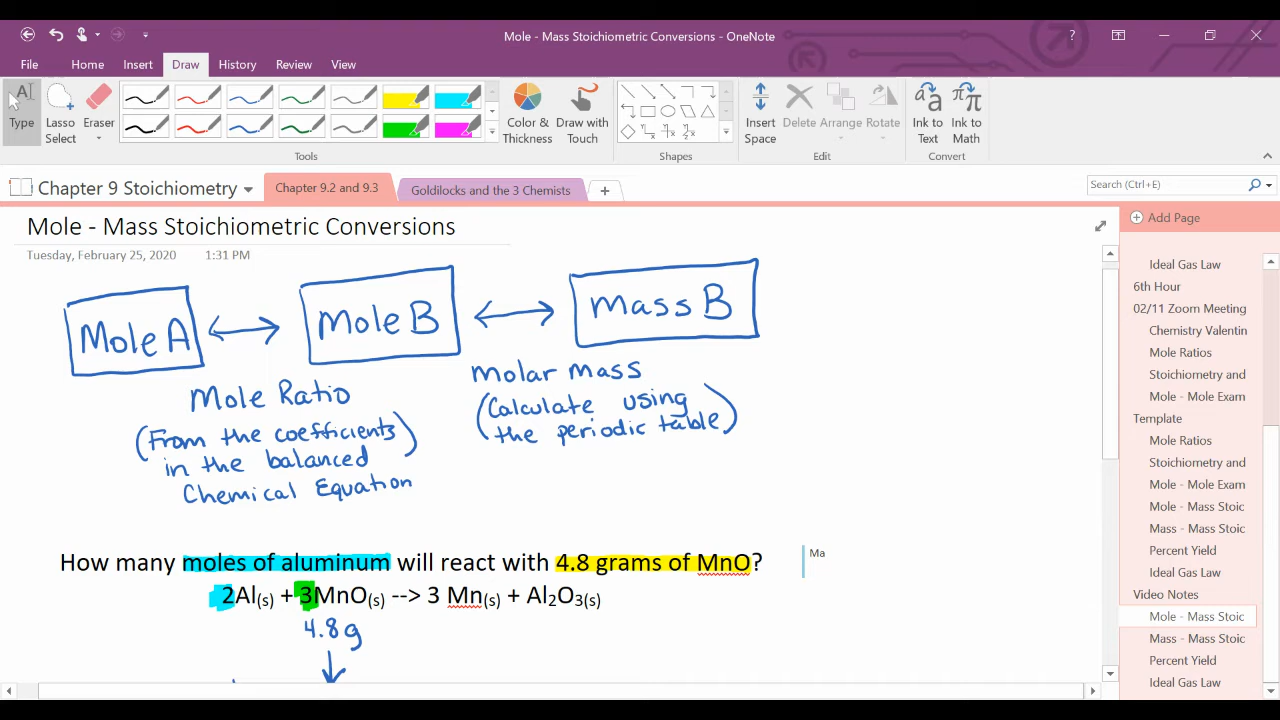 Mole - Mass Stoichiometric Conversions - OneNote
?
File Home Insert Draw History Review View
Type
Lasso Select
Eraser
Color & Thickness
Draw with Touch
Insert Space
Delete
Arrange
Rotate
Ink to Text
Ink to Math
Tools
Shapes
Edit
Convert
Chapter 9 Stoichiometry
Chapter 9.2 and 9.3
Goldilocks and the 3 Chemists
Search (Ctrl+E)
Mole - Mass Stoichiometric Conversions
Tuesday, February 25, 2020 1:31 PM
Mole A
Mole B
Mass B
Mole Ratio
(From the coefficients
in the balanced
Chemical Equation
)
Molar Mass
(Calculate using
the periodic table)
How many moles of aluminum will react with 4.8 grams of MnO?
Ma
2Al(s) + 3MnO(s) --> 3 Mn(s) + Al2O3(s)
4.8g
Add Page
Ideal Gas Law
6th Hour
02/11 Zoom Meeting
Chemistry Valentin
Mole Ratios
Stoichiometry and
Mole - Mole Exam
Template
Mole Ratios
Stoichiometry and
Mole - Mole Exam
Mole - Mass Stoic
Mass - Mass Stoic
Percent Yield
Ideal Gas Law
Video Notes
Mole - Mass Stoic
Mass - Mass Stoic
Percent Yield
Ideal Gas Law